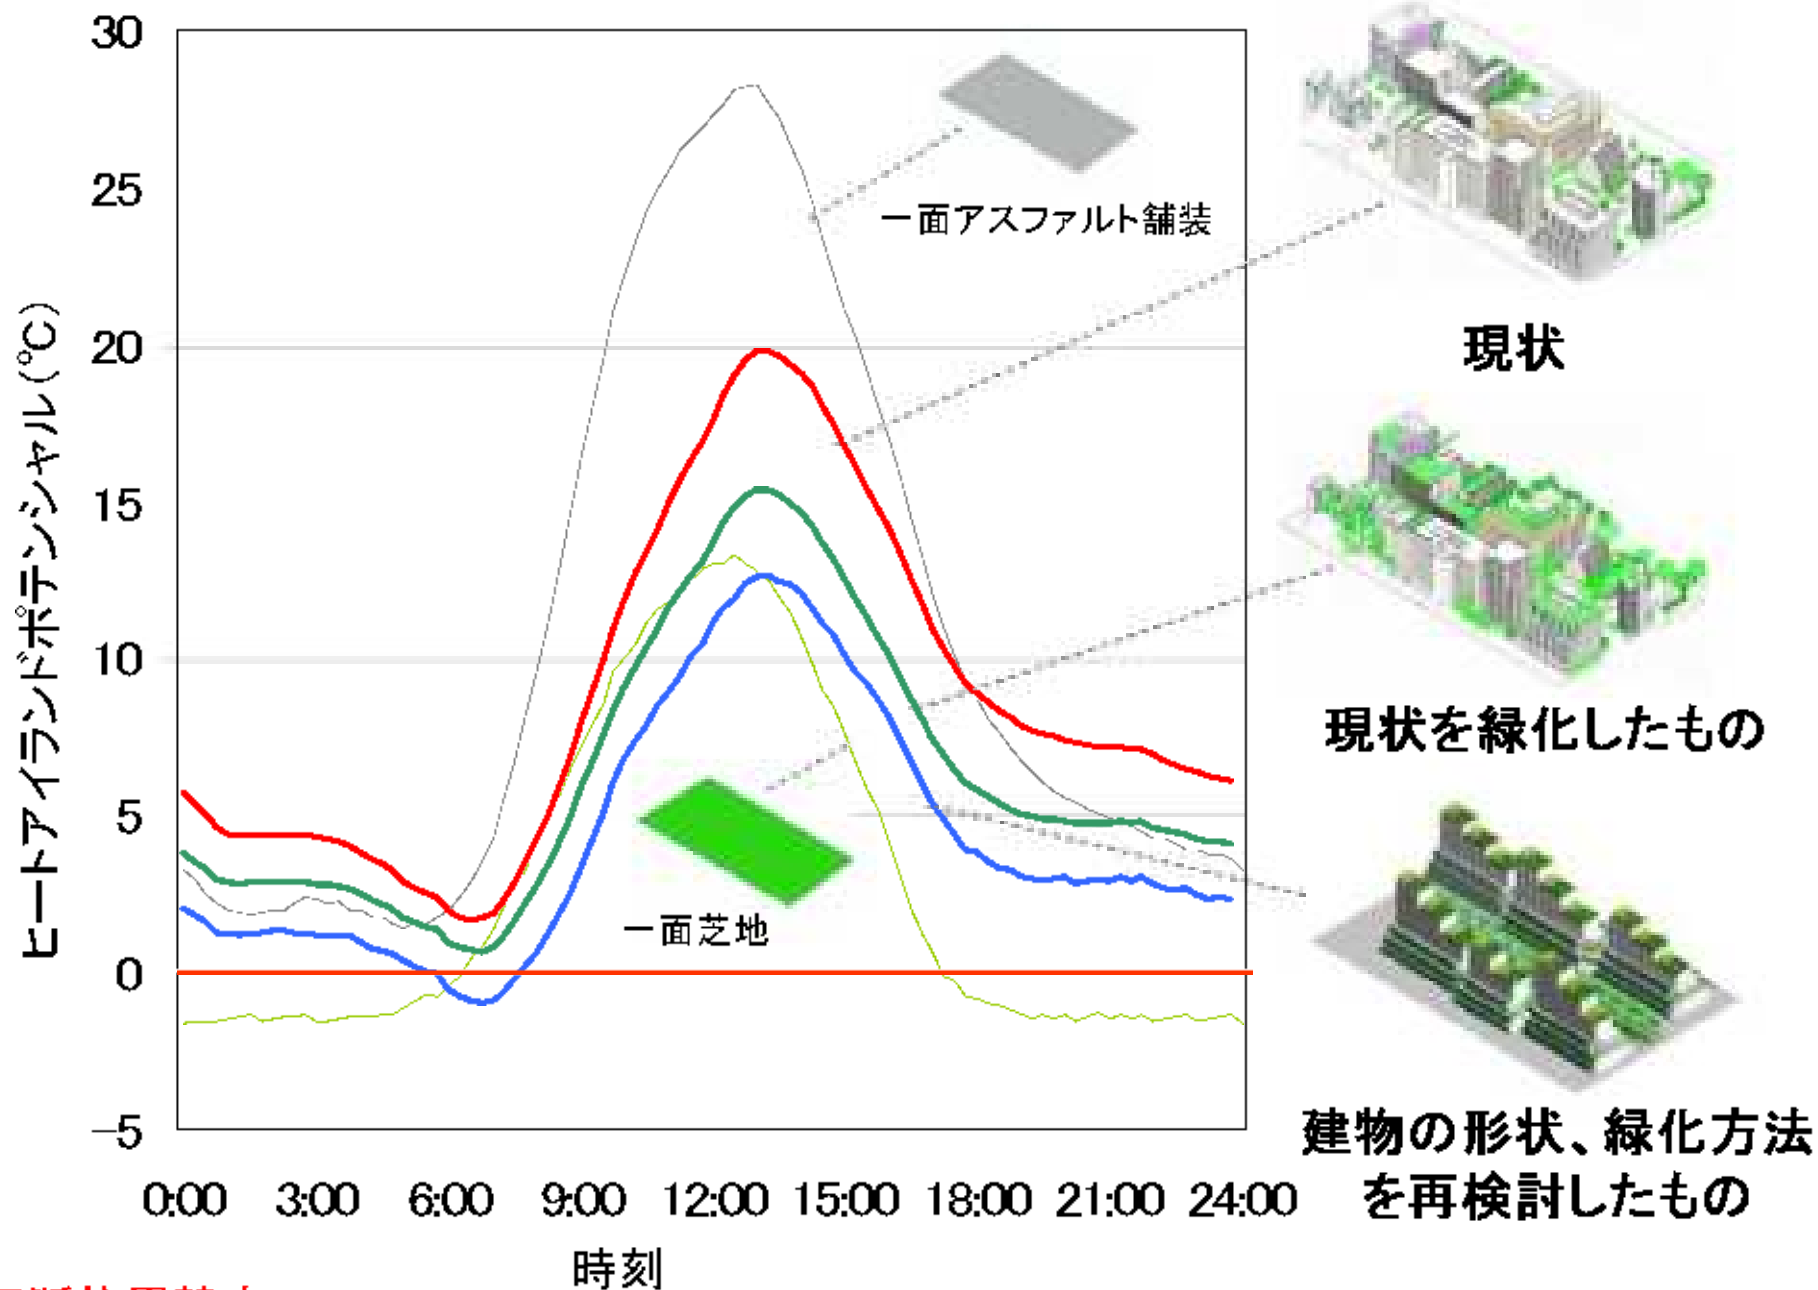 30
25
20
15
10
5
0
-5
ヒートアイランドポテンシャル(℃)
0:00 3:00 6:00 9:00 12:00 15:00 18:00 21:00 24:00
時刻
一面アスファルト舗装
一面芝地
現状
現状を緑化したもの
建物の形状、緑化方法
を再検討したもの